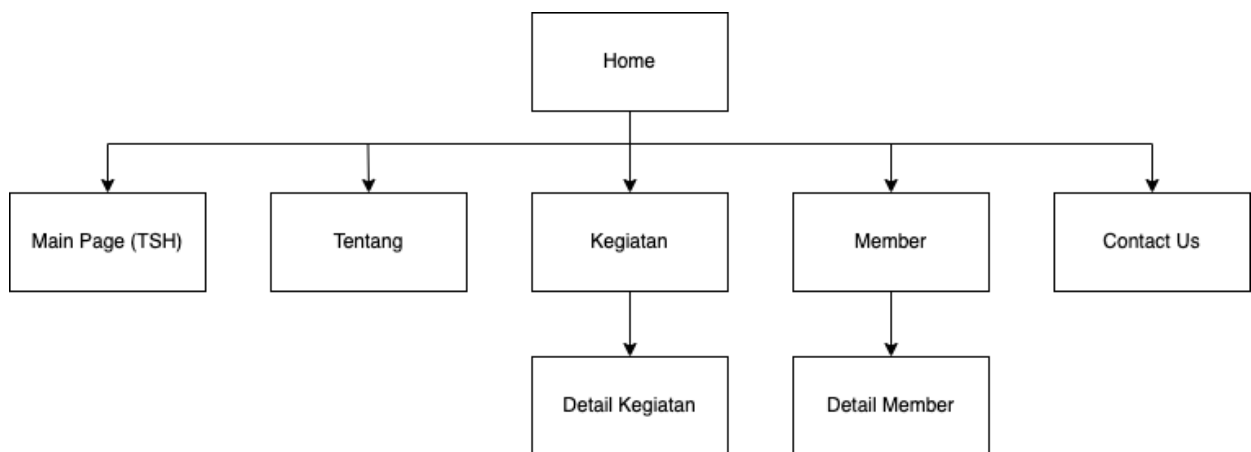 Home
Main Page (TSH)
Tentang
Kegiatan
Member
Contact Us
Detail Kegiatan
Detail Member